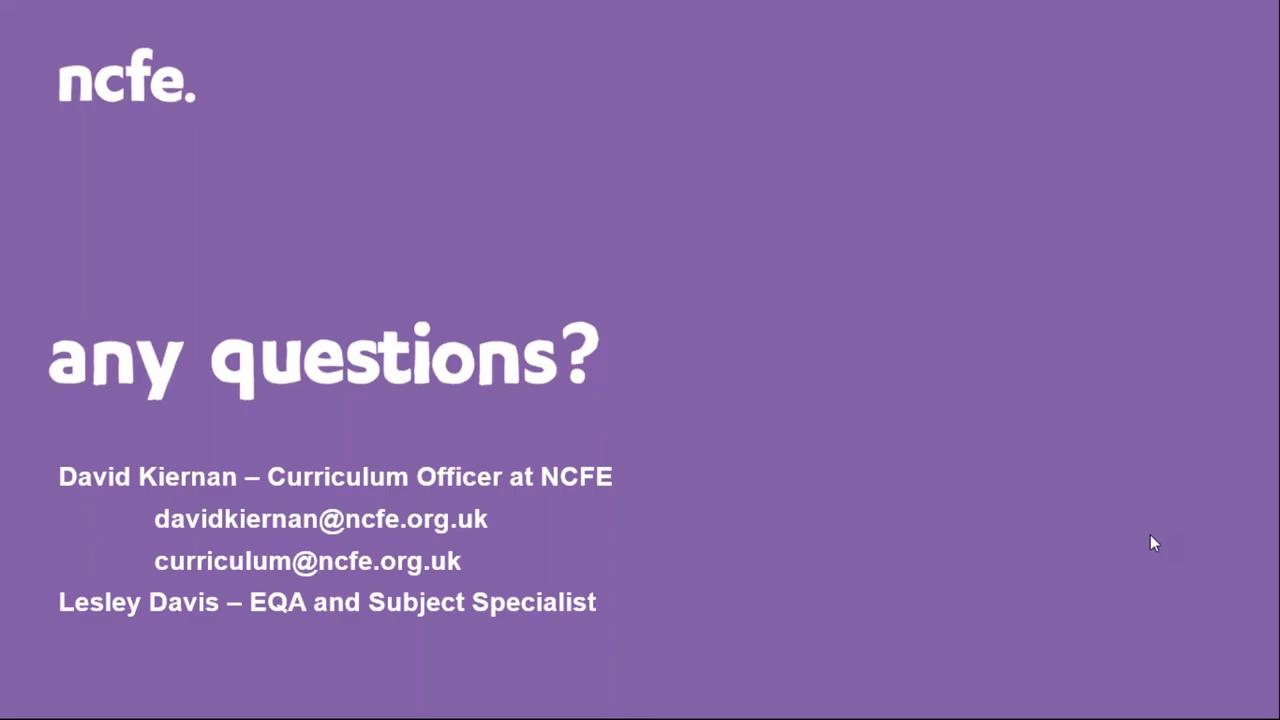 ncfe.
any questions?
David Kiernan – Curriculum Officer at NCFE
davidkiernan@ncfe.org.uk
curriculum@ncfe.org.uk
Lesley Davis – EQA and Subject Specialist